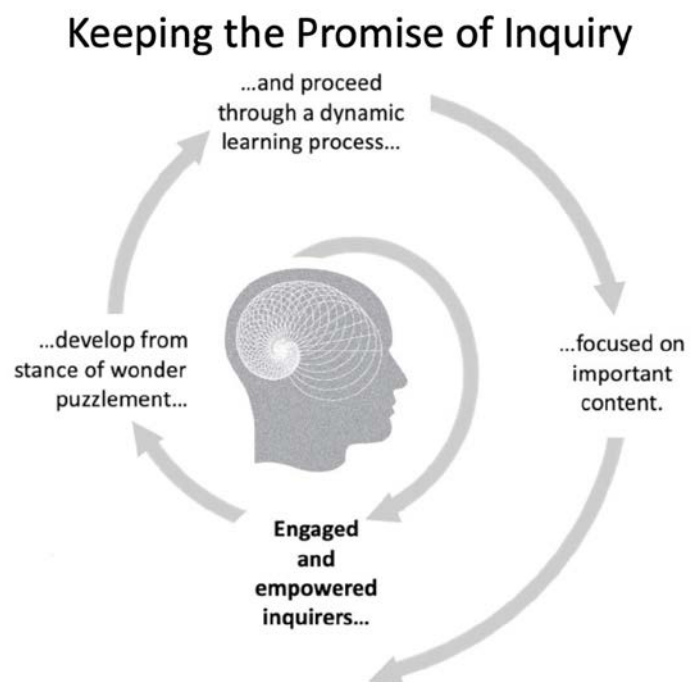 Keeping the Promise of Inquiry
...and proceed
through a dynamic
learning process...
...develop from
stance of wonder
puzzlement...
...focused on
important
content.
Engaged
and
empowered
inquirers...